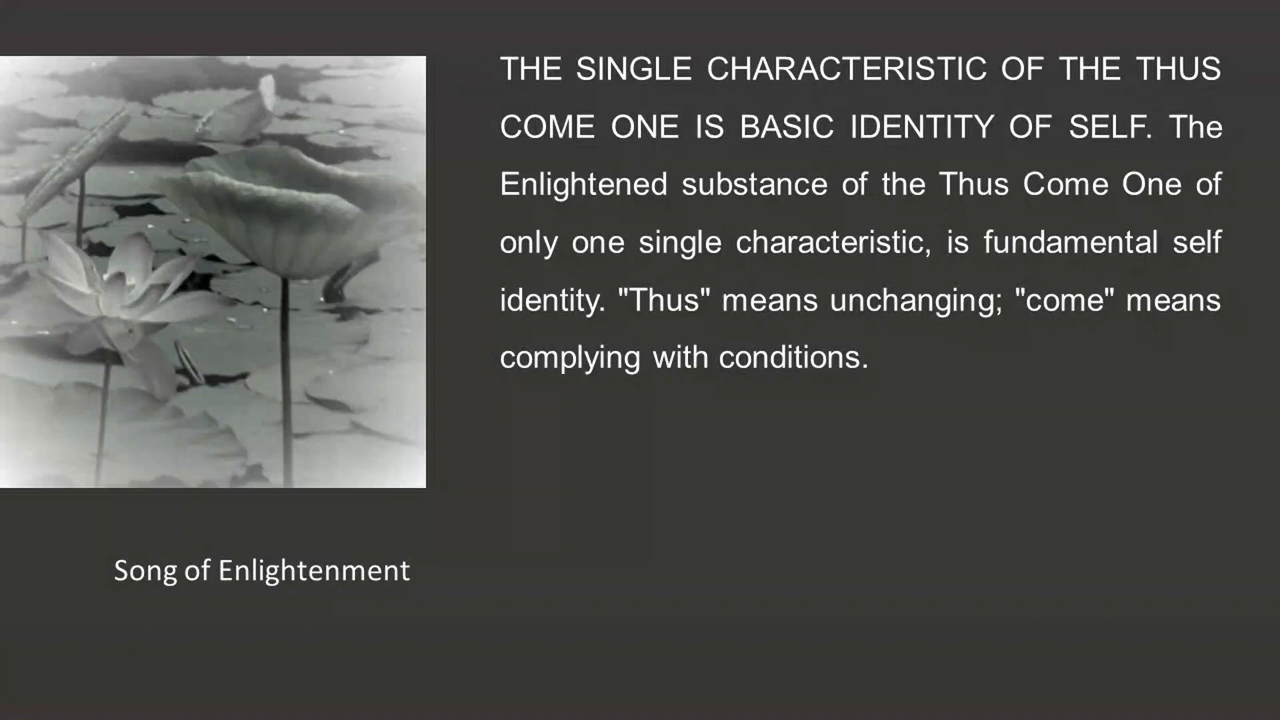 THE SINGLE CHARACTERISTIC OF THE THUS
COME ONE IS BASIC IDENTITY OF SELF. The
Enlightened substance of the Thus Come One of
only one single characteristic, is fundamental self
identity. "Thus" means unchanging; "come" means
complying with conditions.
Song of Enlightenment